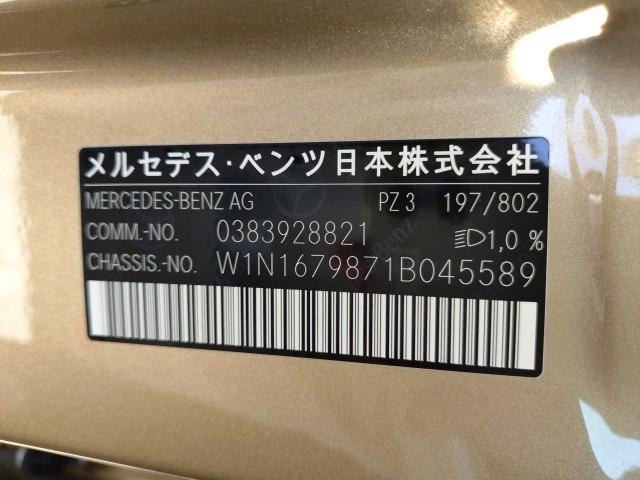 メルセデス・ベンツ日本株式会社
MERCEDES-BENZ AG PZ 3 197/802
COMM.-NO. 0383928821 1,0 %
CHASSIS.-NO. W1N1679871B045589